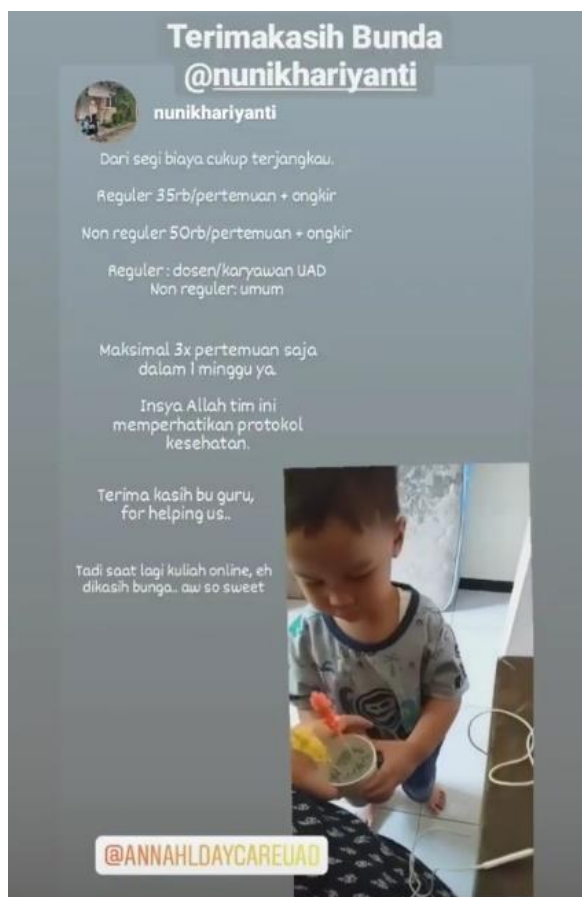 Terimakasih Bunda
@nunikhariyanti
nunikhariyanti
Dari segi biaya cukup terjangkau.
Reguler 35rb/pertemuan + ongkir
Non reguler 50rb/pertemuan + ongkir
Reguler : dosen/karyawan UAD
Non reguler: umum
Maksimal 3x pertemuan saja
dalam 1 minggu ya.
Insya Allah tim ini
memperhatikan protokol
kesehatan.
Terima kasih bu guru,
for helping us..
Tadi saat lagi kuliah online, eh
dikasih bunga.. aw so sweet
@ANNAHLDAYCAREUAD